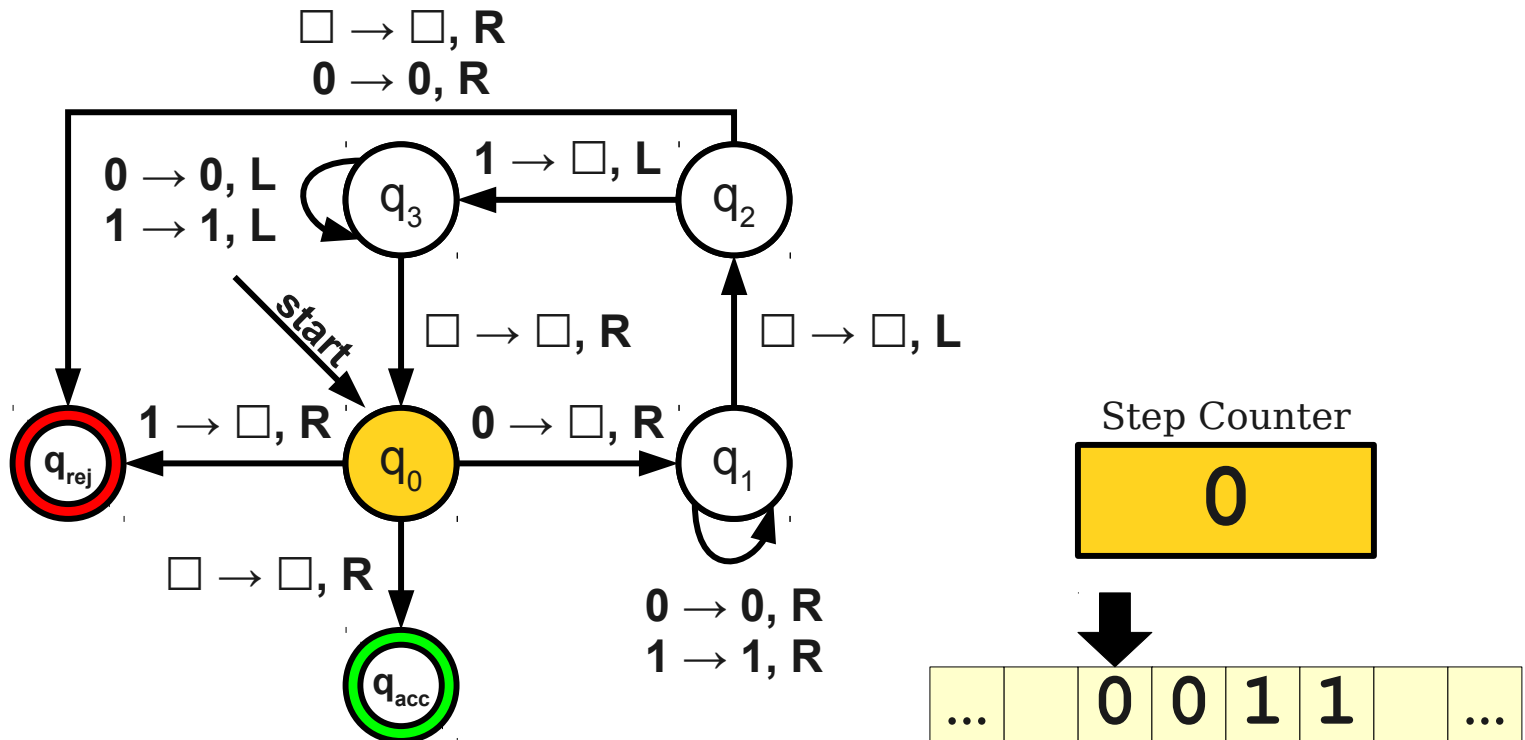 □ → □, R
0 → 0, R
0 → 0, L
1 → 1, L
q3
1 → □, L
q2
start
□ → □, R
□ → □, L
qrej
1 → □, R
q0
0 → □, R
q1
Step Counter
0
□ → □, R
qacc
0 → 0, R
1 → 1, R
... 0 0 1 1 ...